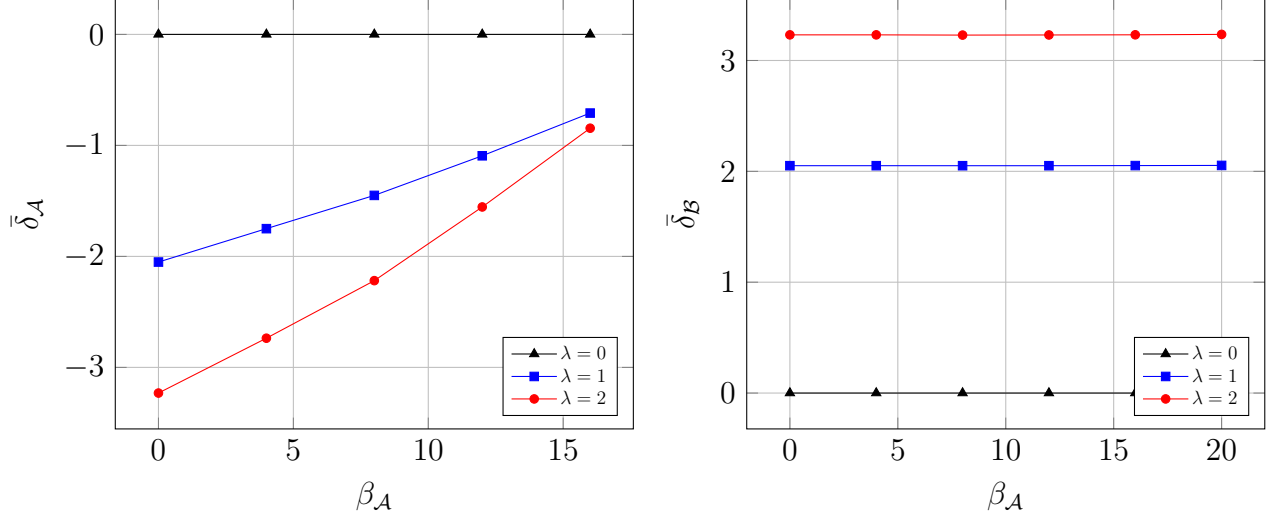 0
−1
−2
−3
δ̄_𝒜
0 5 10 15
β_𝒜
λ = 0
λ = 1
λ = 2
3
2
1
0
δ̄_ℬ
0 5 10 15 20
β_𝒜
λ = 0
λ = 1
λ = 2